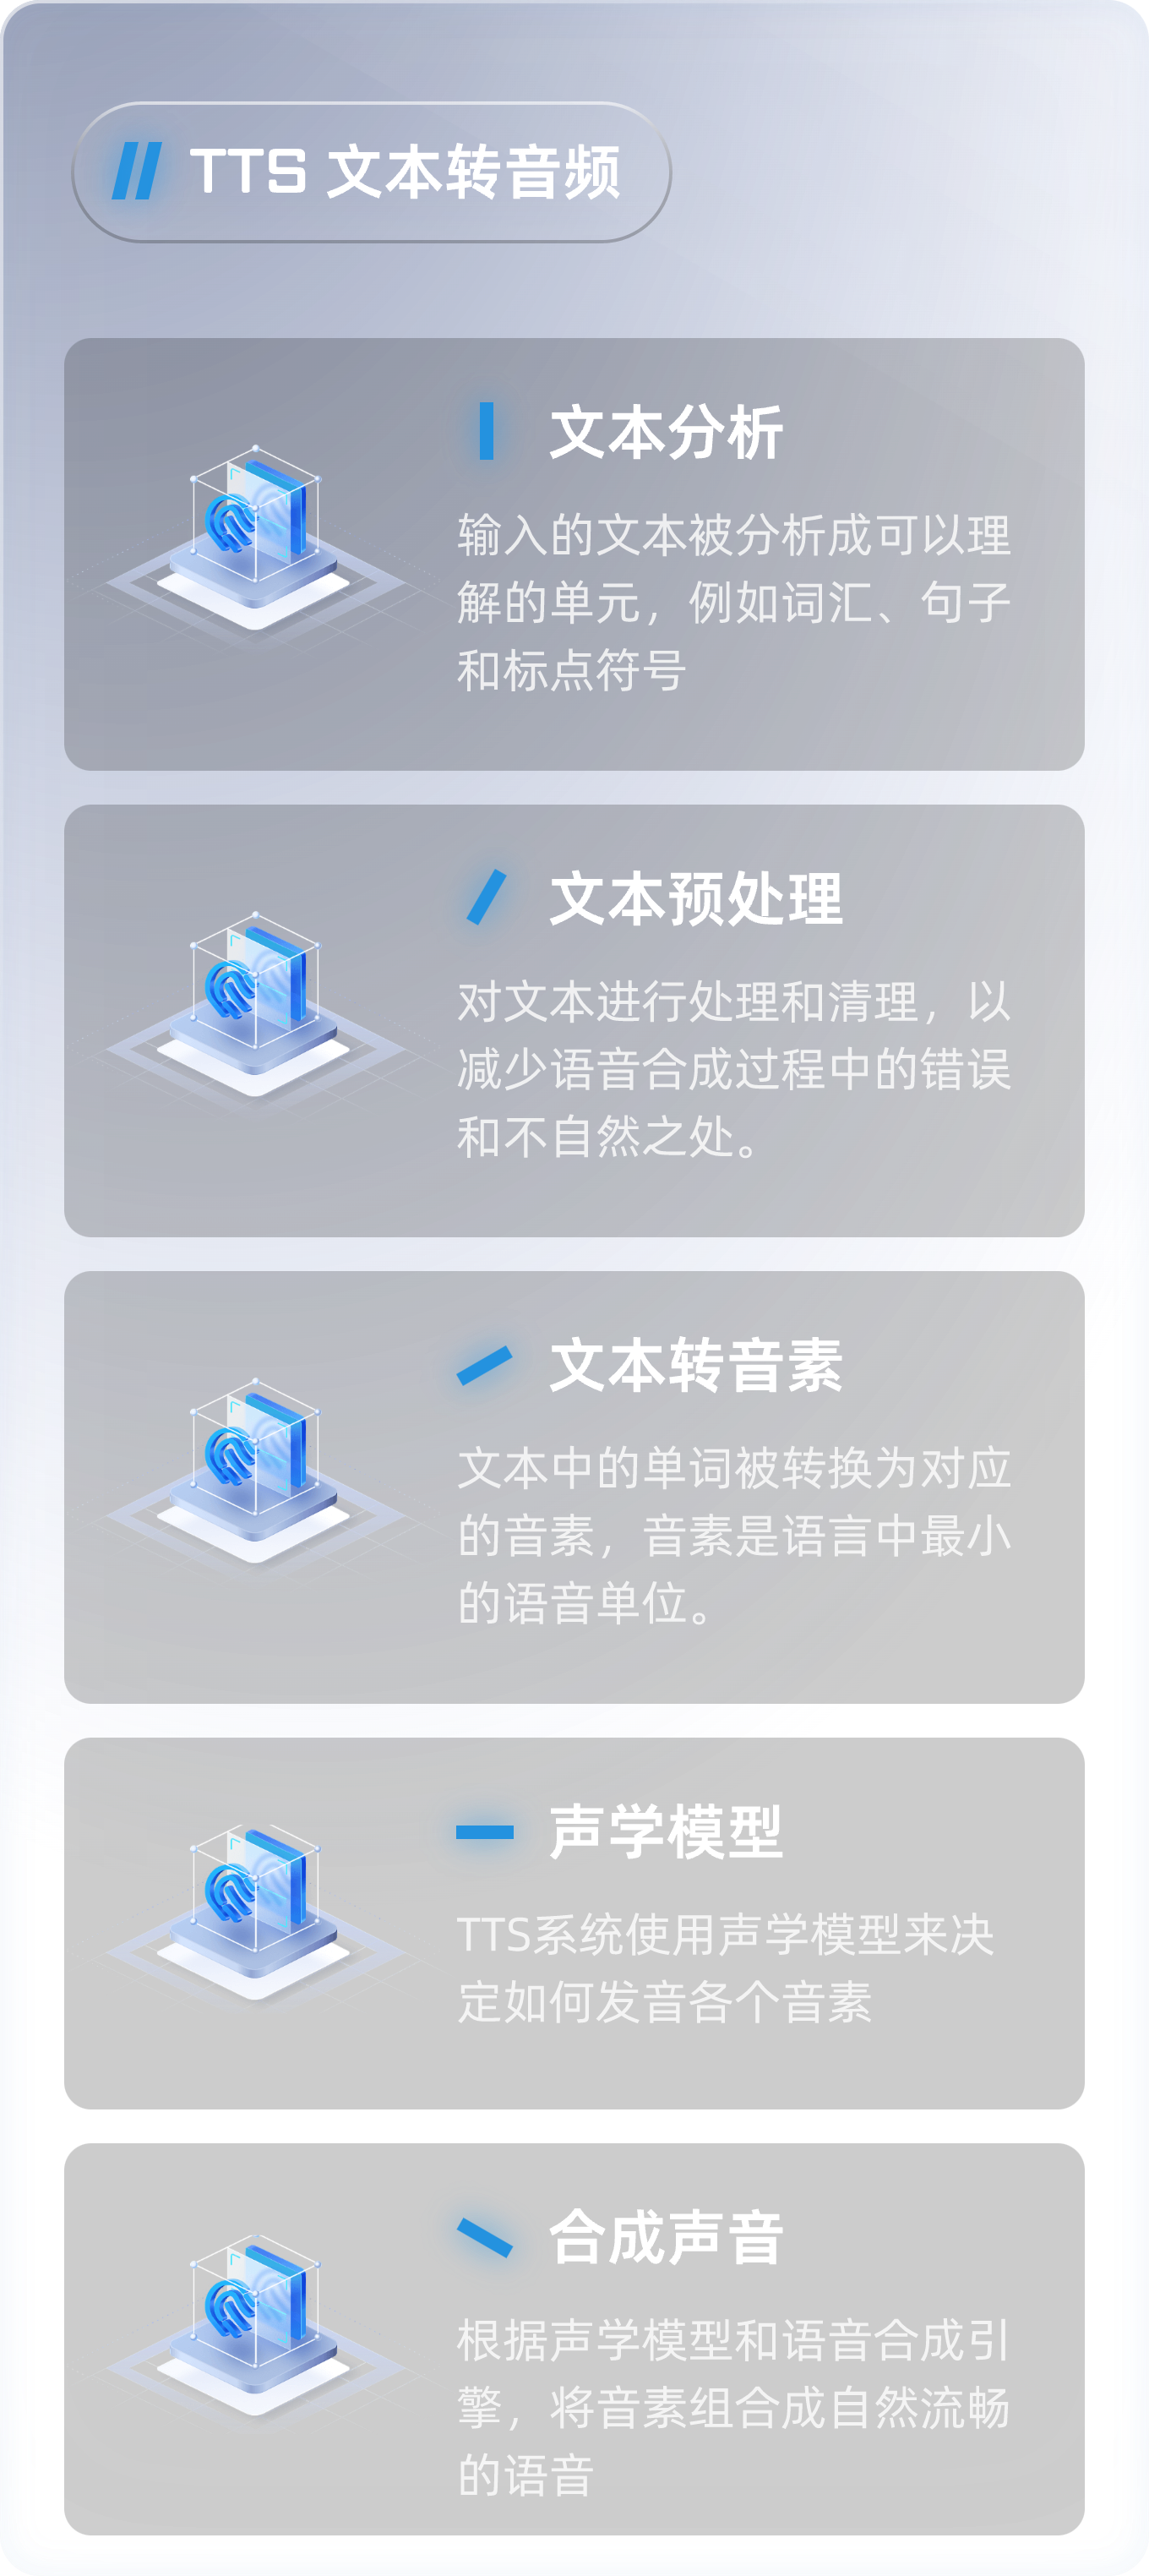 TTS 文本转音频
文本分析
输入的文本被分析成可以理
解的单元，例如词汇、句子
和标点符号
文本预处理
对文本进行处理和清理，以
减少语音合成过程中的错误
和不自然之处。
文本转音素
文本中的单词被转换为对应
的音素，音素是语言中最小
的语音单位。
声学模型
TTS系统使用声学模型来决
定如何发音各个音素
合成声音
根据声学模型和语音合成引
擎，将音素组合成自然流畅
的语音